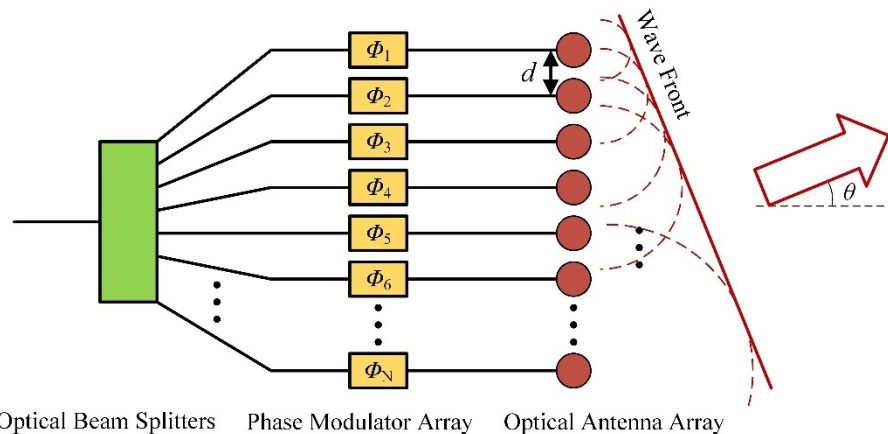 Φ1
d
Wave Front
Φ2
Φ3
Φ4
θ
Φ5
Φ6
ΦN
Optical Beam Splitters Phase Modulator Array Optical Antenna Array